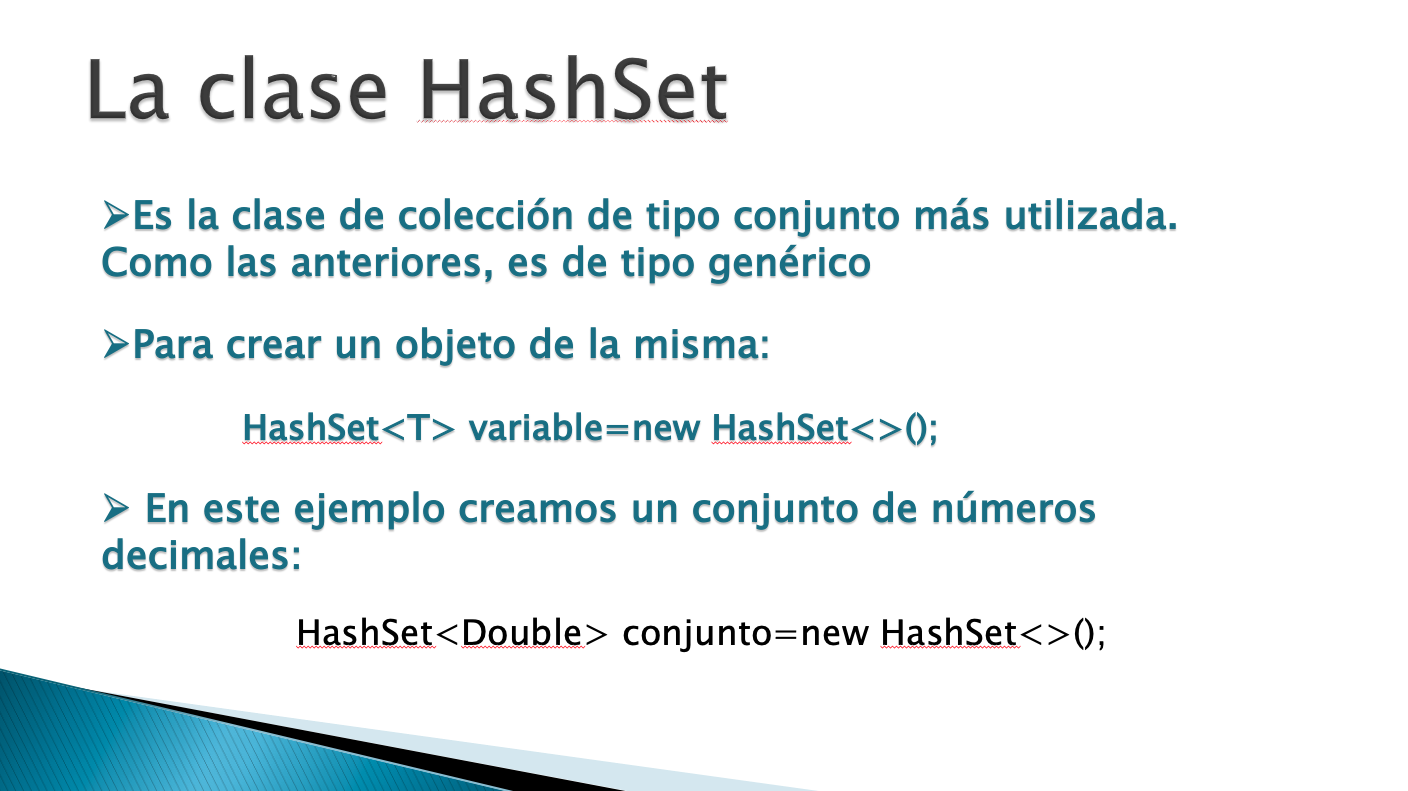 La clase HashSet
➢Es la clase de colección de tipo conjunto más utilizada.
Como las anteriores, es de tipo genérico
➢Para crear un objeto de la misma:
HashSet<T> variable=new HashSet<>();
➢ En este ejemplo creamos un conjunto de números
decimales:
HashSet<Double> conjunto=new HashSet<>();